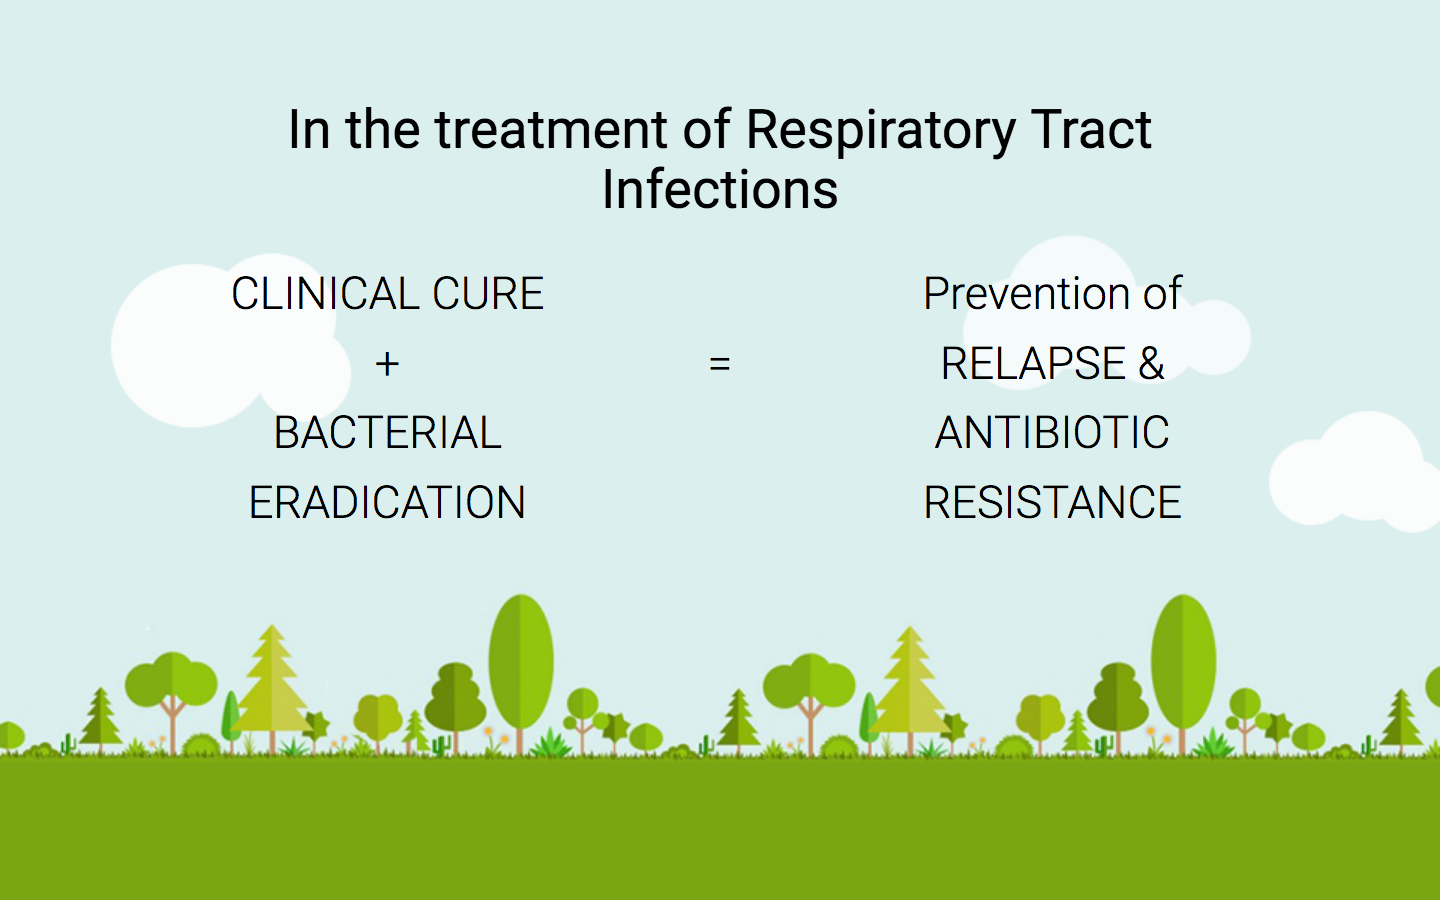 In the treatment of Respiratory Tract
Infections
CLINICAL CURE
+
BACTERIAL
ERADICATION
=
Prevention of
RELAPSE &
ANTIBIOTIC
RESISTANCE